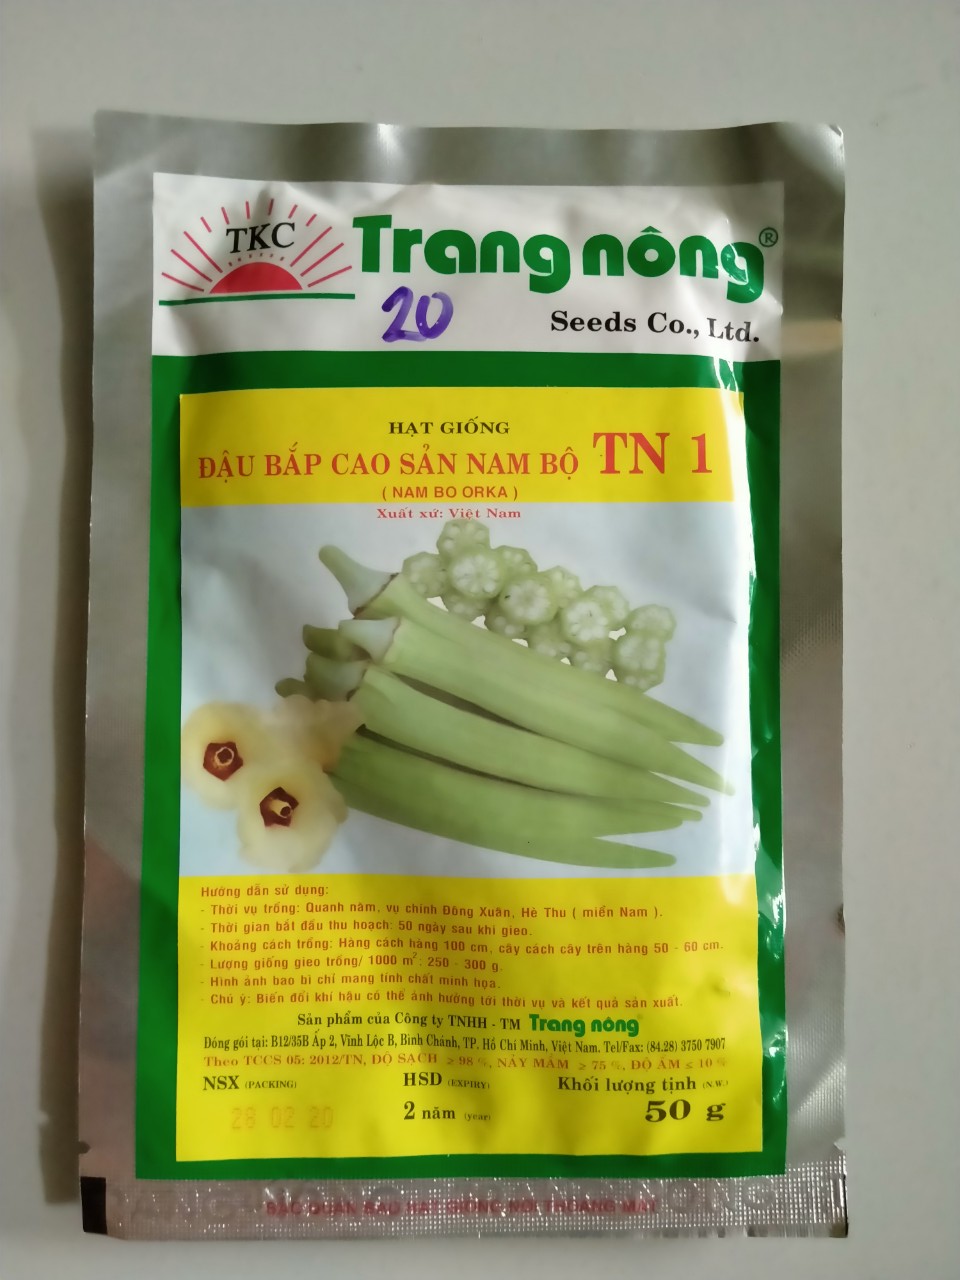 TKC
Trang nông®
20
Seeds Co., Ltd.
HẠT GIỐNG
ĐẬU BẮP CAO SẢN NAM BỘ TN 1
( NAM BO ORKA )
Xuất xứ: Việt Nam
Hướng dẫn sử dụng:
- Thời vụ trồng: Quanh năm, vụ chính Đông Xuân, Hè Thu ( miền Nam ).
- Thời gian bắt đầu thu hoạch: 50 ngày sau khi gieo.
- Khoảng cách trồng: Hàng cách hàng 100 cm, cây cách cây trên hàng 50 - 60 cm.
- Lượng giống gieo trồng/ 1000 m²: 250 - 300 g.
- Hình ảnh bao bì chỉ mang tính chất minh họa.
- Chú ý: Biến đổi khí hậu có thể ảnh hưởng tới thời vụ và kết quả sản xuất.
Sản phẩm của Công ty TNHH - TM Trang nông®
Đóng gói tại: B12/35B Ấp 2, Vĩnh Lộc B, Bình Chánh, TP. Hồ Chí Minh, Việt Nam. Tel/Fax: (84.28) 3750 7907
Theo TCCS 05: 2012/TN, ĐỘ SẠCH ≥ 98 %, NẢY MẦM ≥ 75 %, ĐỘ ẨM ≤ 10 %
NSX (PACKING) HSD (EXPIRY) Khối lượng tịnh (N.W.)
28 02 20 2 năm (year) 50 g
BẢO QUẢN BAO HẠT GIỐNG NƠI THOÁNG MÁT